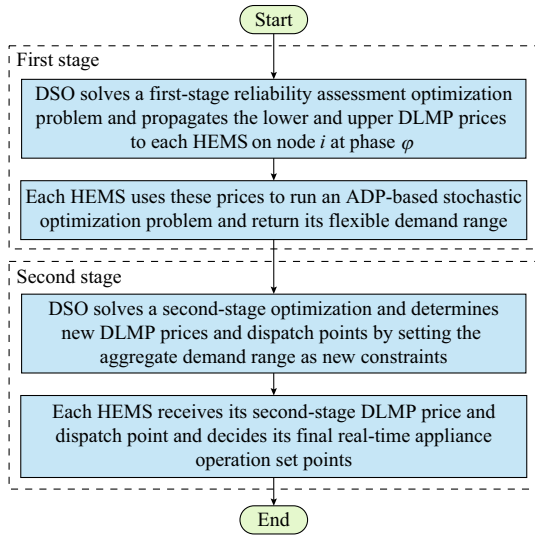 Start
First stage
DSO solves a first-stage reliability assessment optimization
problem and propagates the lower and upper DLMP prices
to each HEMS on node i at phase φ
Each HEMS uses these prices to run an ADP-based stochastic
optimization problem and return its flexible demand range
Second stage
DSO solves a second-stage optimization and determines
new DLMP prices and dispatch points by setting the
aggregate demand range as new constraints
Each HEMS receives its second-stage DLMP price and
dispatch point and decides its final real-time appliance
operation set points
End